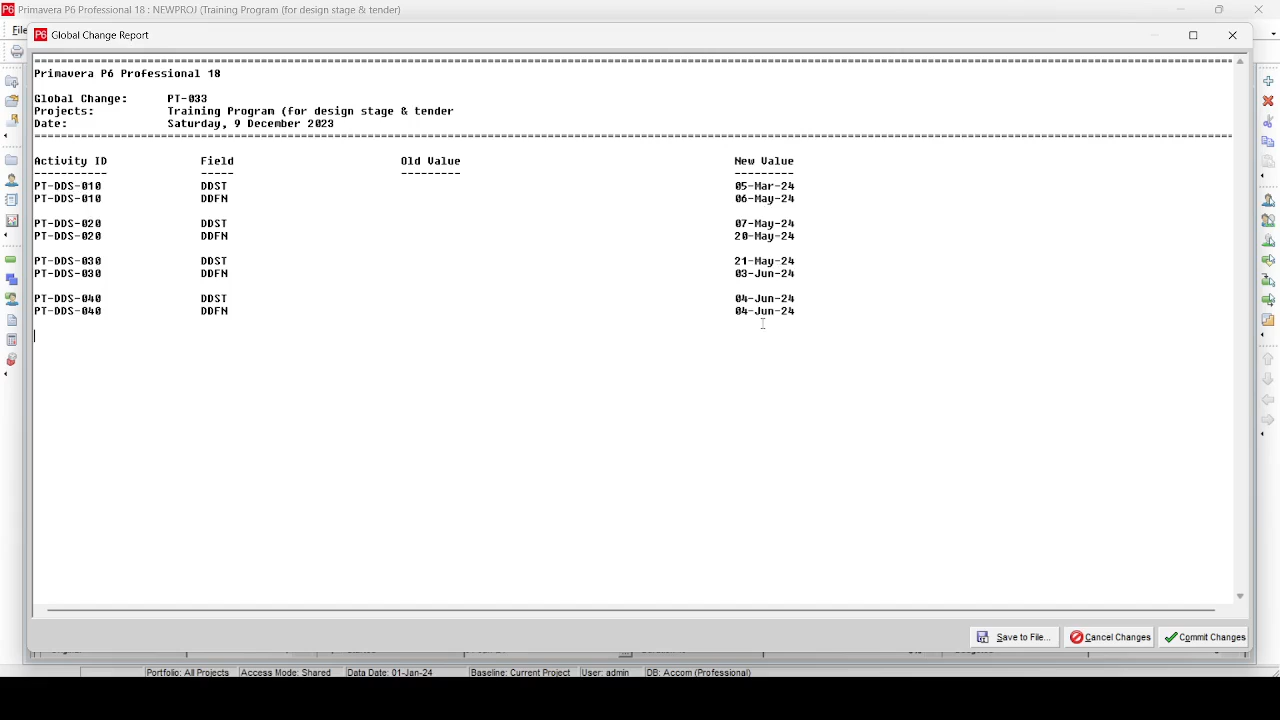 P6 Primavera P6 Professional 18 : NEWPROJ (Training Program (for design stage & tender)
File
P6 Global Change Report
Primavera P6 Professional 18
Global Change: PT-033
Projects: Training Program (for design stage & tender
Date: Saturday, 9 December 2023
Activity ID Field Old Value New Value
PT-DDS-010 DDST 05-Mar-24
PT-DDS-010 DDFN 06-May-24
PT-DDS-020 DDST 07-May-24
PT-DDS-020 DDFN 20-May-24
PT-DDS-030 DDST 21-May-24
PT-DDS-030 DDFN 03-Jun-24
PT-DDS-040 DDST 04-Jun-24
PT-DDS-040 DDFN 04-Jun-24
Save to File... Cancel Changes Commit Changes
Portfolio: All Projects Access Mode: Shared Data Date: 01-Jan-24 Baseline: Current Project User: admin DB: Accom (Professional)